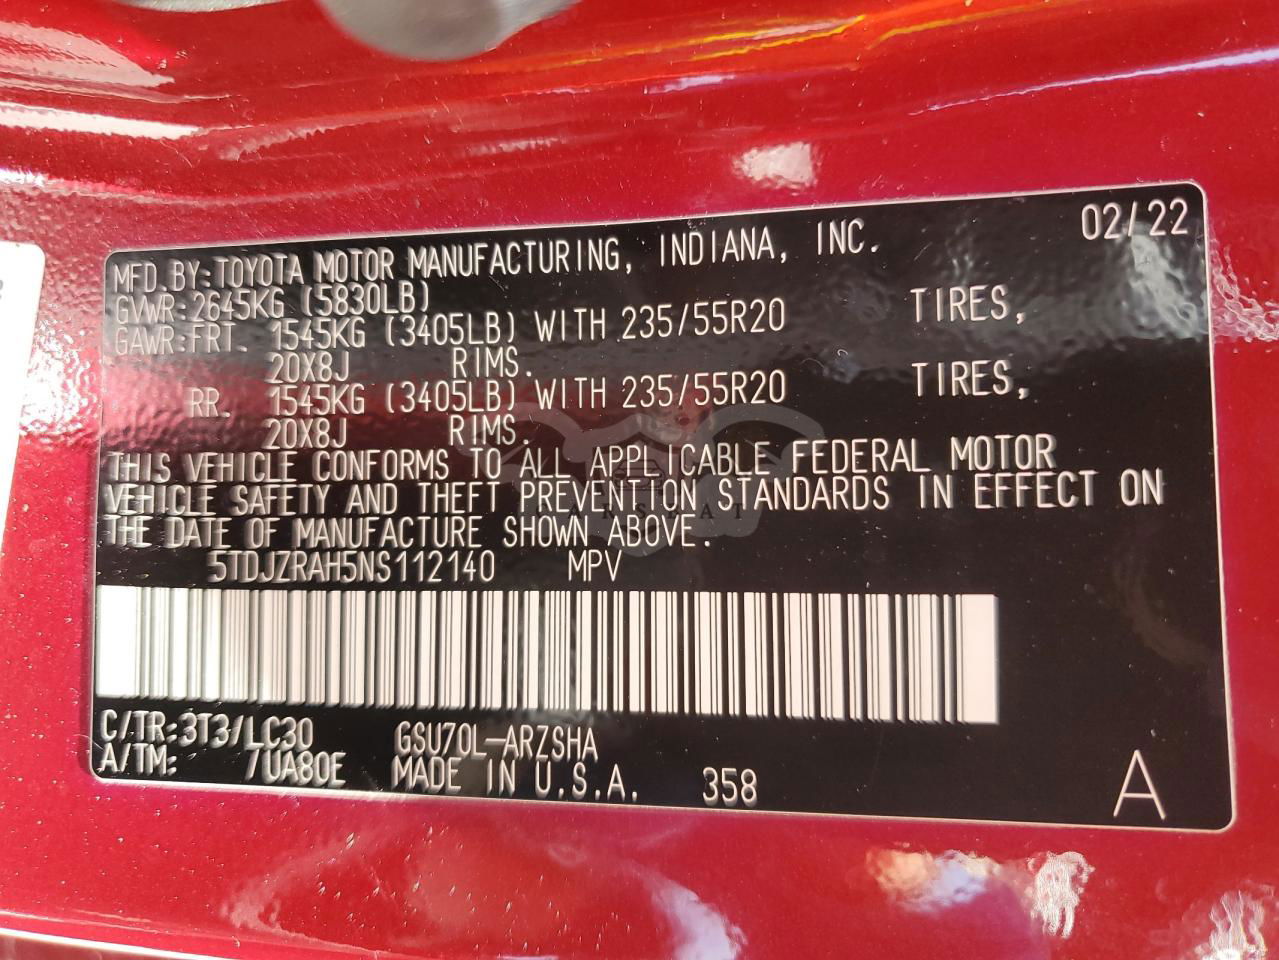 02/22
MFD.BY:TOYOTA MOTOR MANUFACTURING, INDIANA, INC.
GVWR:2645KG (5830LB)
GAWR:FRT. 1545KG (3405LB) WITH 235/55R20 TIRES,
20X8J RIMS.
RR. 1545KG (3405LB) WITH 235/55R20 TIRES,
20X8J RIMS.
THIS VEHICLE CONFORMS TO ALL APPLICABLE FEDERAL MOTOR
VEHICLE SAFETY AND THEFT PREVENTION STANDARDS IN EFFECT ON
THE DATE OF MANUFACTURE SHOWN ABOVE.
5TDJZRAH5NS112140 MPV
C/TR:3T3/LC30 GSU70L-ARZSHA
A/TM: /UA80E MADE IN U.S.A. 358 A